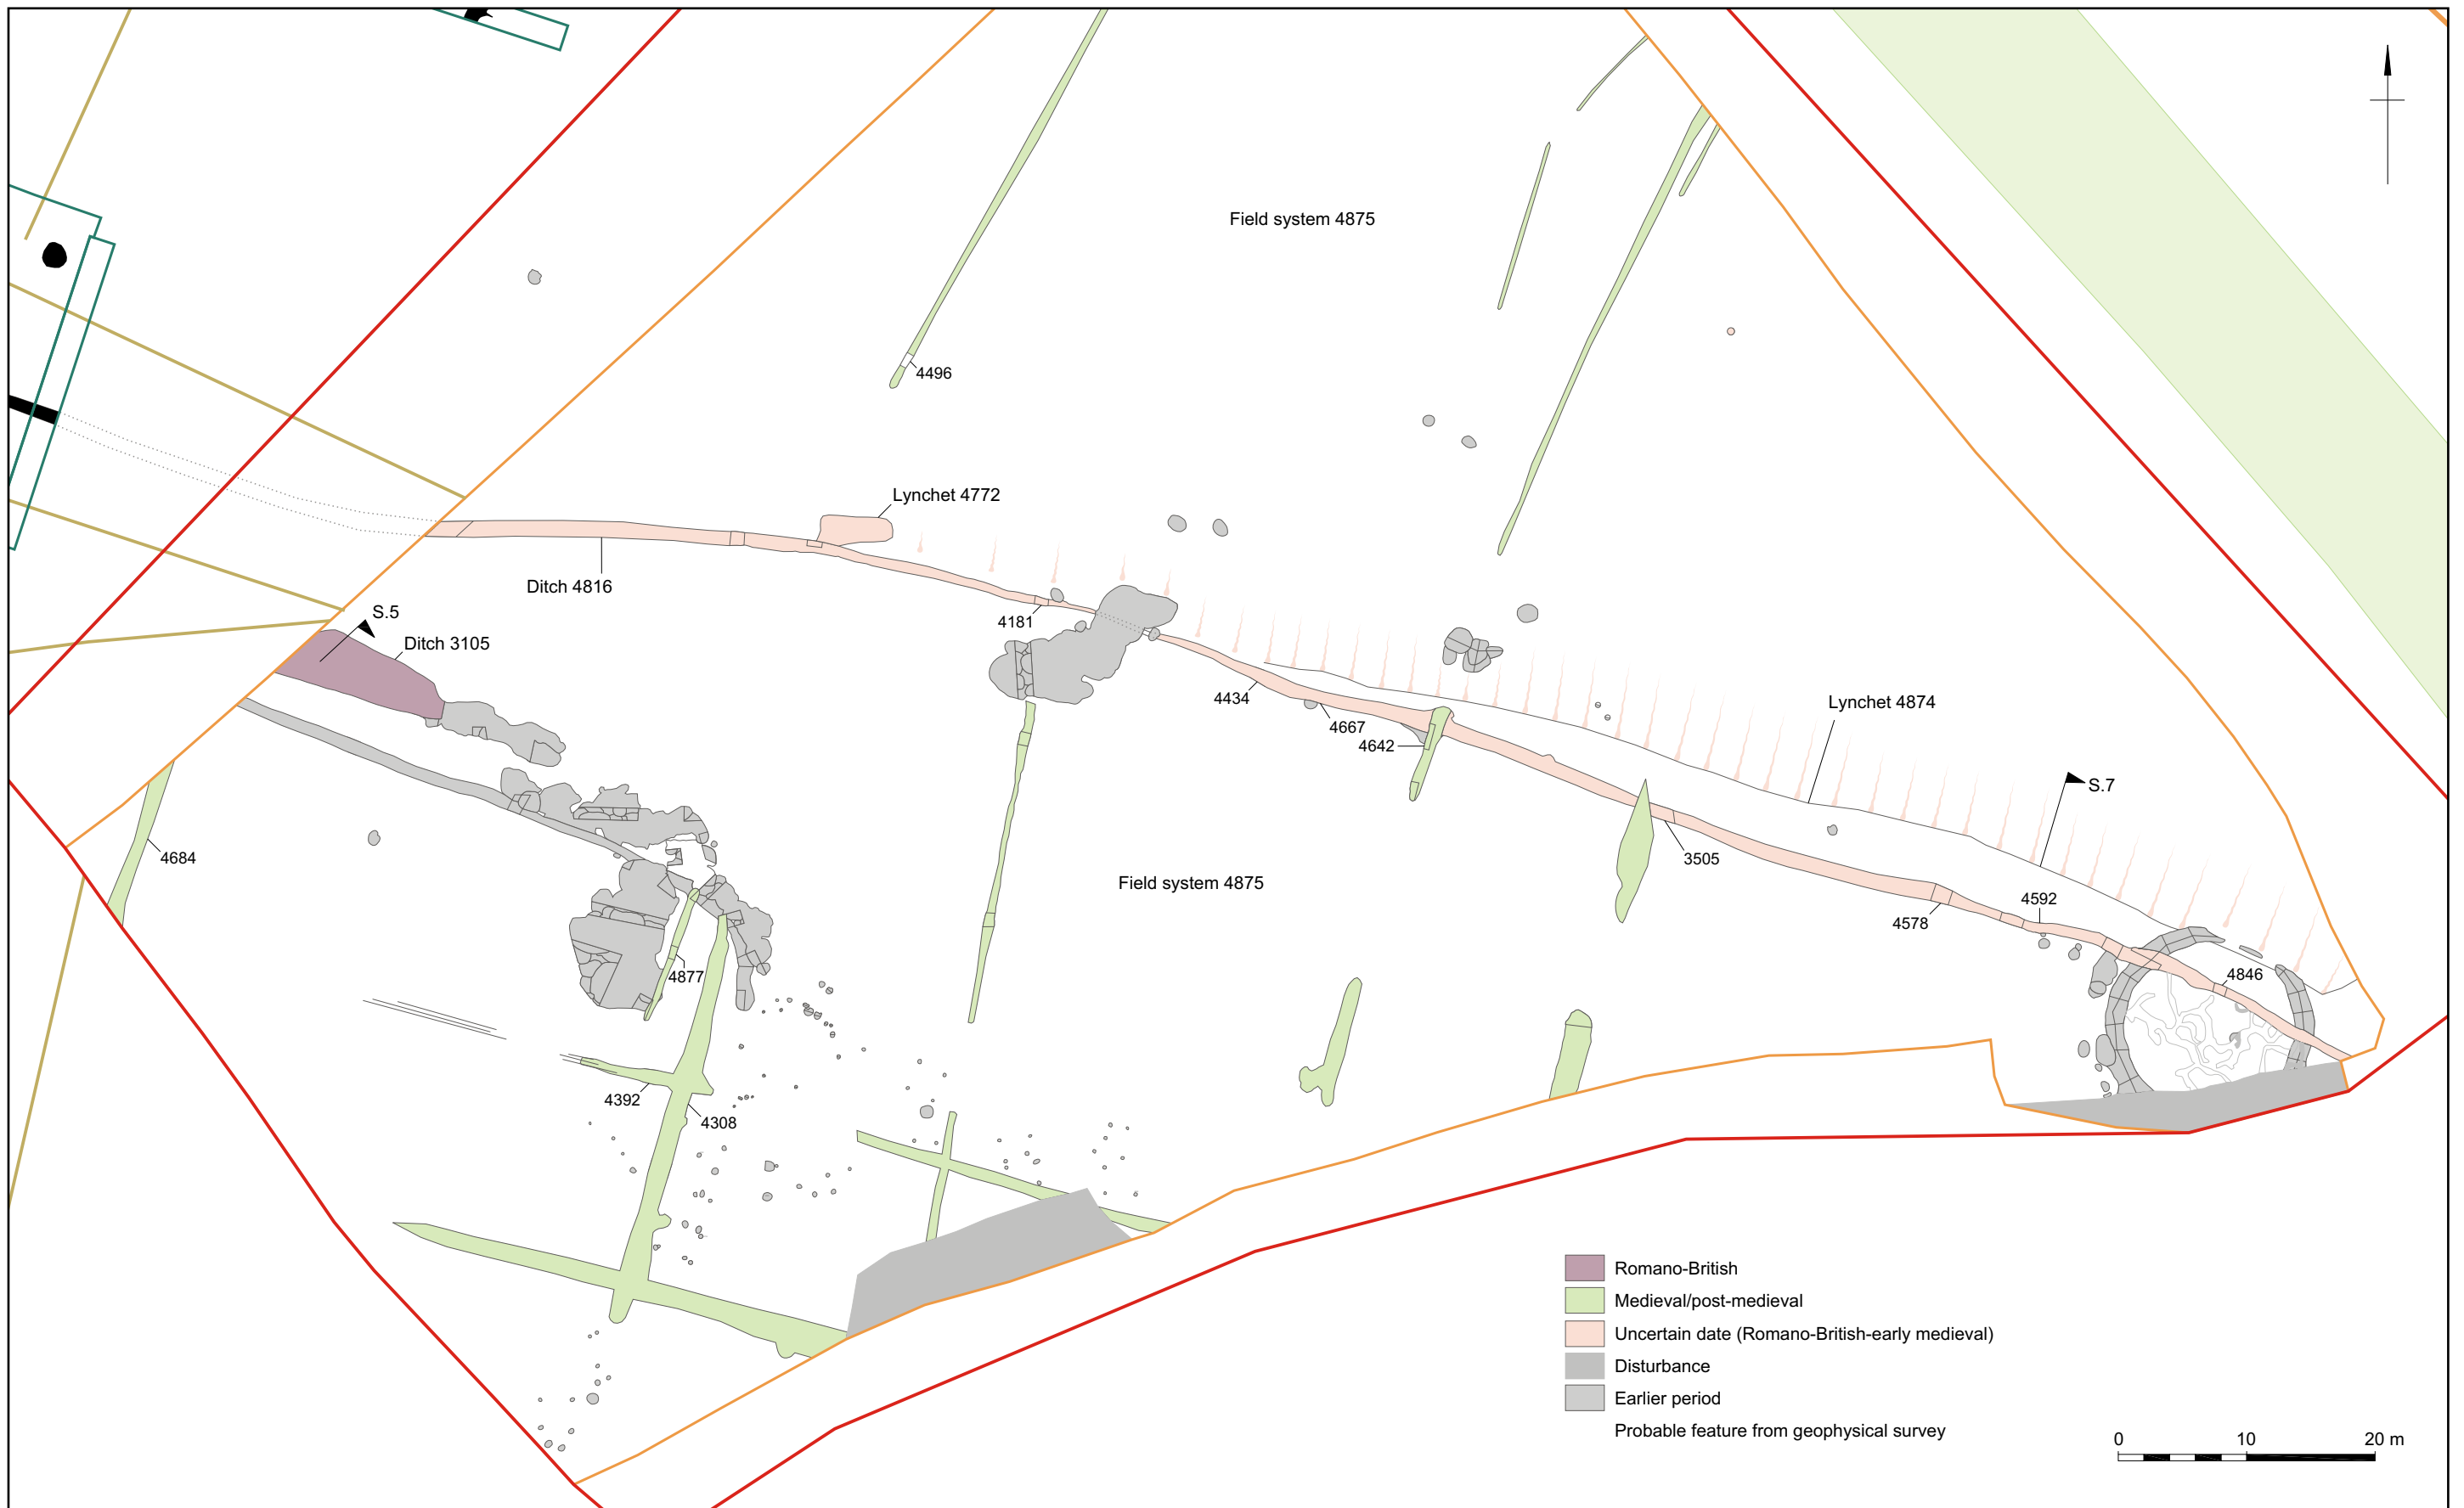 Field system 4875
4496
Lynchet 4772
Ditch 4816
S.5
4181
Ditch 3105
4434
Lynchet 4874
4667
4642
S.7
4684
3505
Field system 4875
4592
4578
4877
4846
4392
4308
Romano-British
Medieval/post-medieval
Uncertain date (Romano-British-early medieval)
Disturbance
Earlier period
Probable feature from geophysical survey
0 10 20 m